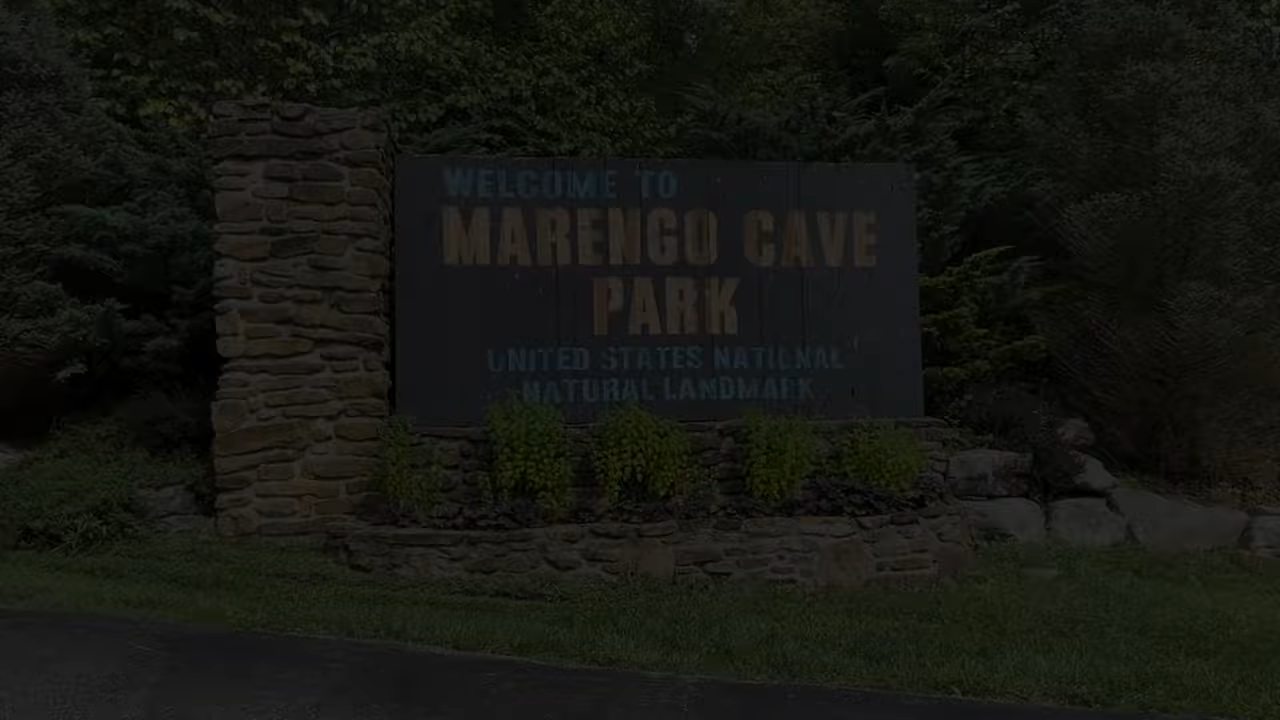 WELCOME TO
MARENGO CAVE
PARK
UNITED STATES NATIONAL
NATURAL LANDMARK